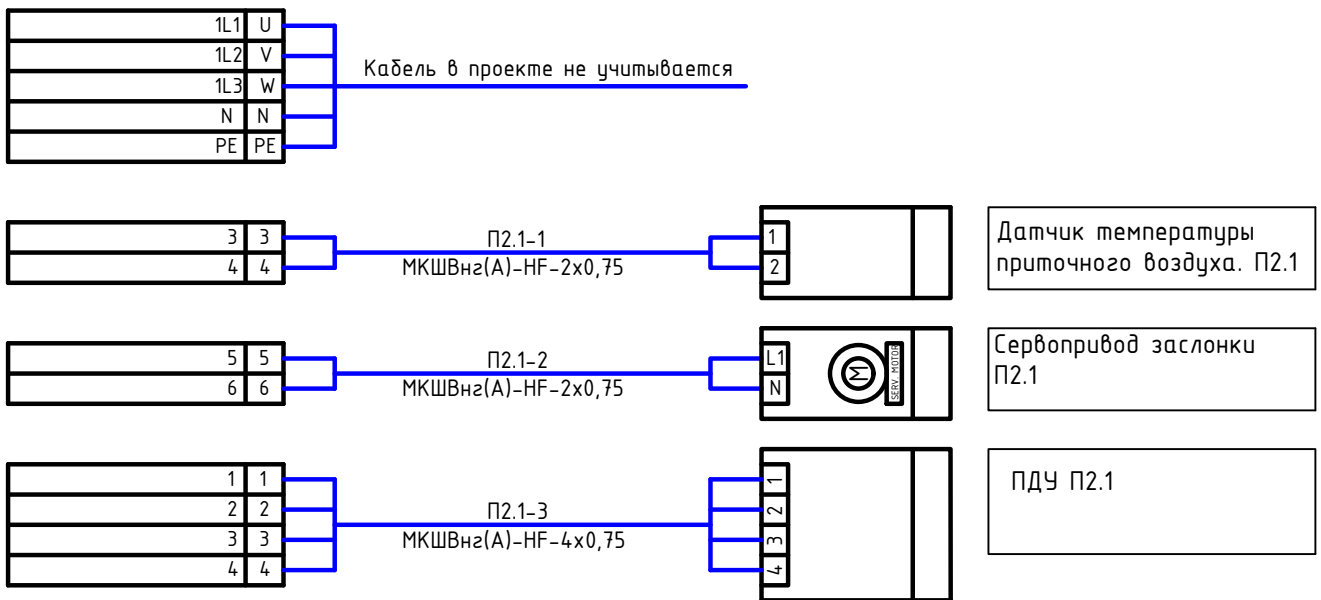 1L1 U
1L2 V
1L3 W
N N
PE PE
Кабель в проекте не учитывается
3 3
4 4
П2.1-1
МКШВнг(А)-HF-2х0,75
1
2
Датчик температуры
приточного воздуха. П2.1
5 5
6 6
П2.1-2
МКШВнг(А)-HF-2х0,75
L1
N
M
SERV. MOTOR
Сервопривод заслонки
П2.1
1 1
2 2
3 3
4 4
П2.1-3
МКШВнг(А)-HF-4х0,75
1
2
3
4
ПДУ П2.1